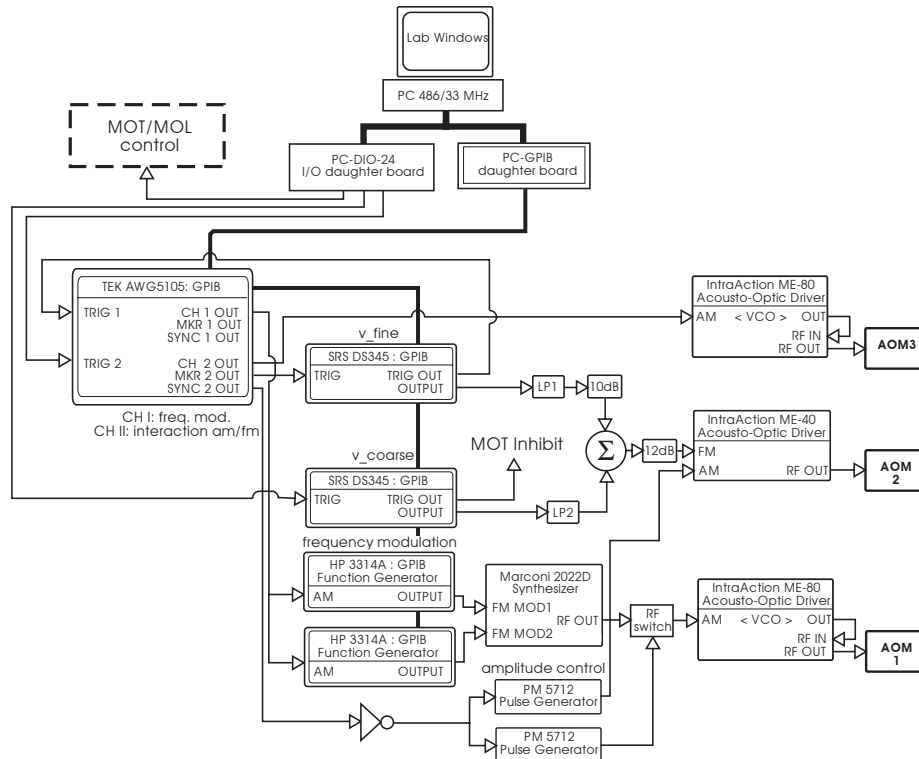 Lab Windows
PC 486/33 MHz
MOT/MOL
control
PC-DIO-24
I/O daughter board
PC-GPIB
daughter board
TEK AWG5105: GPIB
TRIG 1
CH 1 OUT
MKR 1 OUT
SYNC 1 OUT
TRIG 2
CH 2 OUT
MKR 2 OUT
SYNC 2 OUT
CH I: freq. mod.
CH II: interaction am/fm
v_fine
SRS DS345 : GPIB
TRIG
TRIG OUT
OUTPUT
LP1
10dB
IntraAction ME-80
Acousto-Optic Driver
AM < VCO > OUT
RF IN
RF OUT
AOM3
v_coarse
SRS DS345 : GPIB
TRIG
TRIG OUT
OUTPUT
MOT Inhibit
LP2
Σ
12dB
IntraAction ME-40
Acousto-Optic Driver
FM
AM
RF OUT
AOM
2
frequency modulation
HP 3314A : GPIB
Function Generator
AM
OUTPUT
HP 3314A : GPIB
Function Generator
AM
OUTPUT
Marconi 2022D
Synthesizer
FM MOD1
RF OUT
FM MOD2
RF
switch
IntraAction ME-80
Acousto-Optic Driver
AM < VCO > OUT
RF IN
RF OUT
AOM
1
amplitude control
PM 5712
Pulse Generator
PM 5712
Pulse Generator